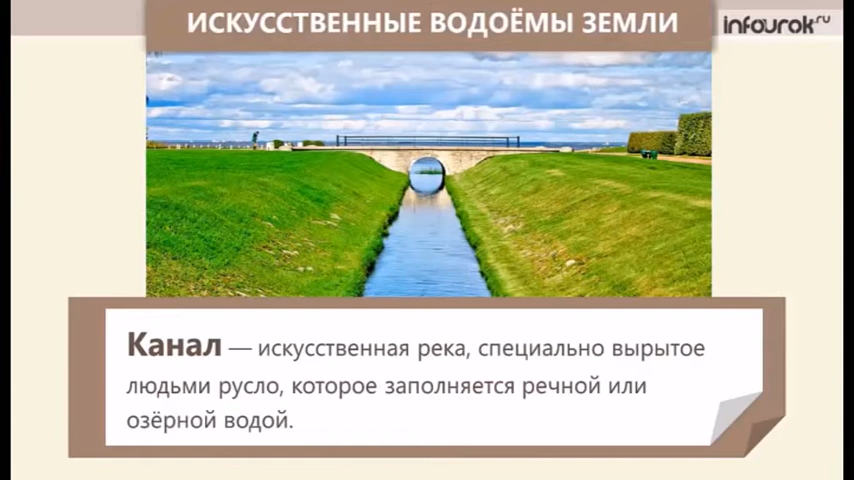 ИСКУССТВЕННЫЕ ВОДОЁМЫ ЗЕМЛИ
infourok.ru
Канал — искусственная река, специально вырытое
людьми русло, которое заполняется речной или
озёрной водой.